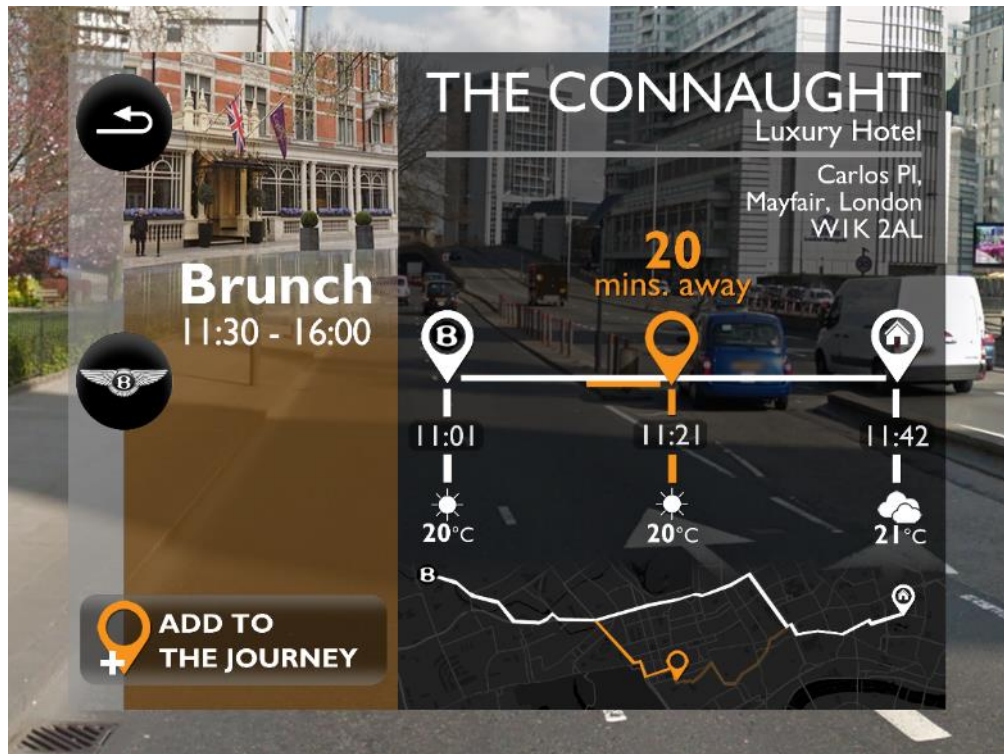 THE CONNAUGHT
Luxury Hotel
Carlos Pl,
Mayfair, London
W1K 2AL
Brunch
11:30 - 16:00
20
mins. away
B
B
11:01
11:21
11:42
20°C
20°C
21°C
B
ADD TO
THE JOURNEY